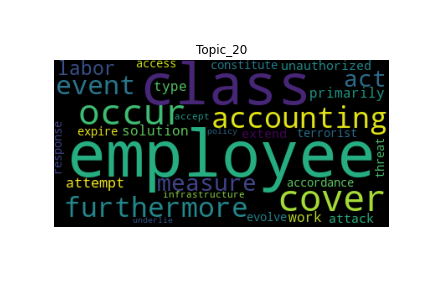 Topic_20
access constitute unauthorized
labor class act
event type primarily
occur accounting
expire solution accept policy extend terrorist
response employee threat
attempt measure accordance
infrastructure cover
furthermore evolve work attack
underlie